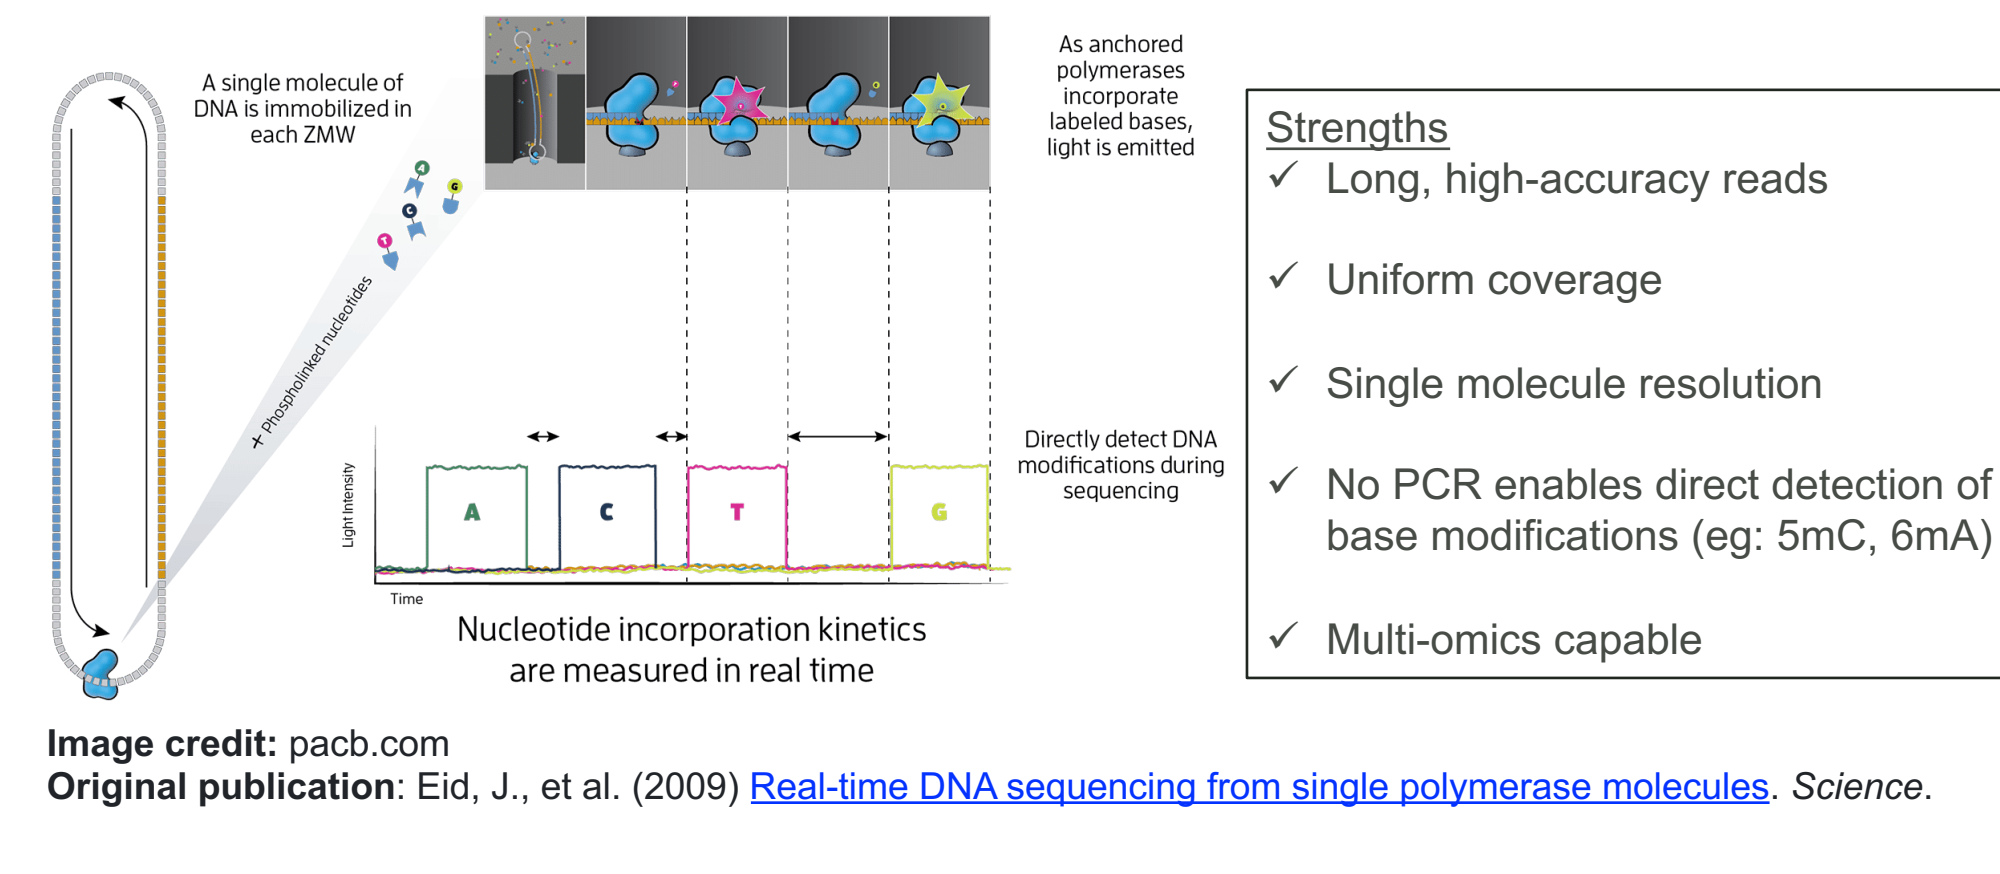 A single molecule of
DNA is immobilized in
each ZMW
As anchored
polymerases
incorporate
labeled bases,
light is emitted
A
G
C
T
+ Phospholinked nucleotides
T
T
G
G
Light Intensity
A
C
T
G
Time
Directly detect DNA
modifications during
sequencing
Nucleotide incorporation kinetics
are measured in real time
Strengths
✓ Long, high-accuracy reads
✓ Uniform coverage
✓ Single molecule resolution
✓ No PCR enables direct detection of
base modifications (eg: 5mC, 6mA)
✓ Multi-omics capable
Image credit: pacb.com
Original publication: Eid, J., et al. (2009) Real-time DNA sequencing from single polymerase molecules. Science.